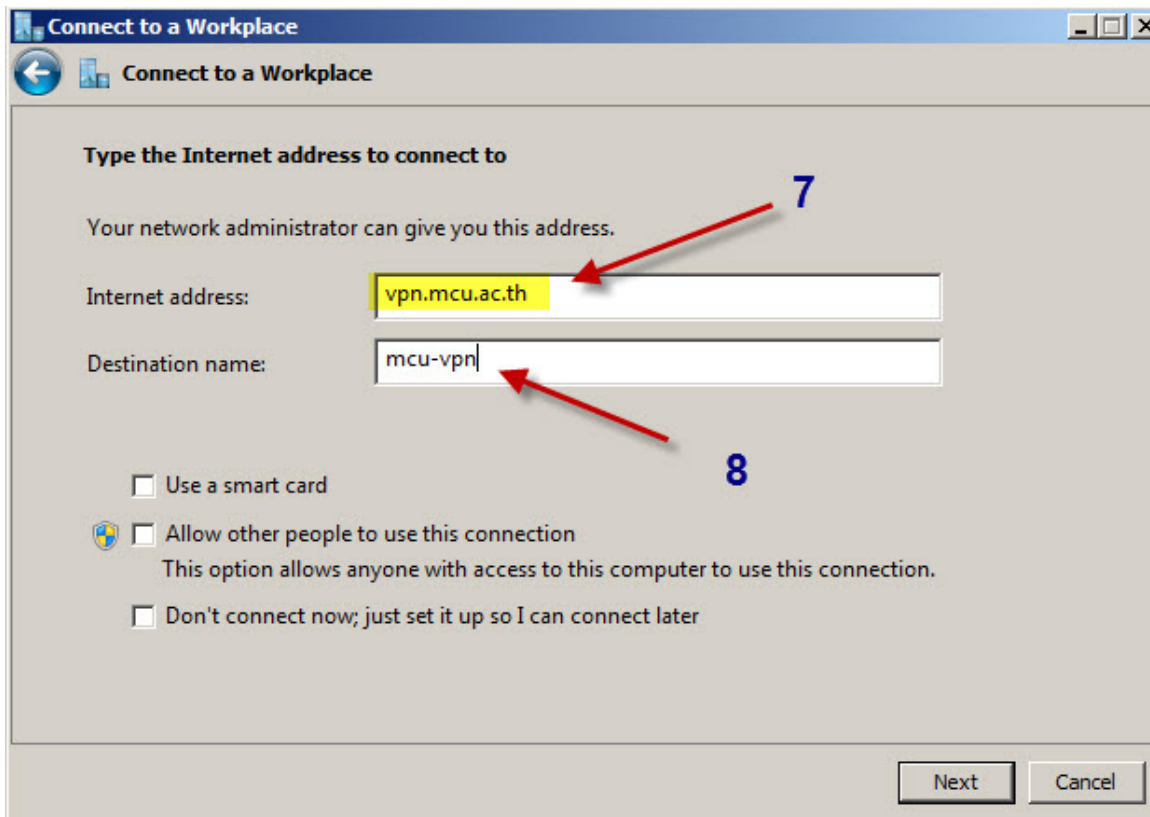 Connect to a Workplace
Connect to a Workplace
Type the Internet address to connect to
7
Your network administrator can give you this address.
Internet address: vpn.mcu.ac.th
Destination name: mcu-vpn
8
Use a smart card
Allow other people to use this connection
This option allows anyone with access to this computer to use this connection.
Don't connect now; just set it up so I can connect later
Next Cancel